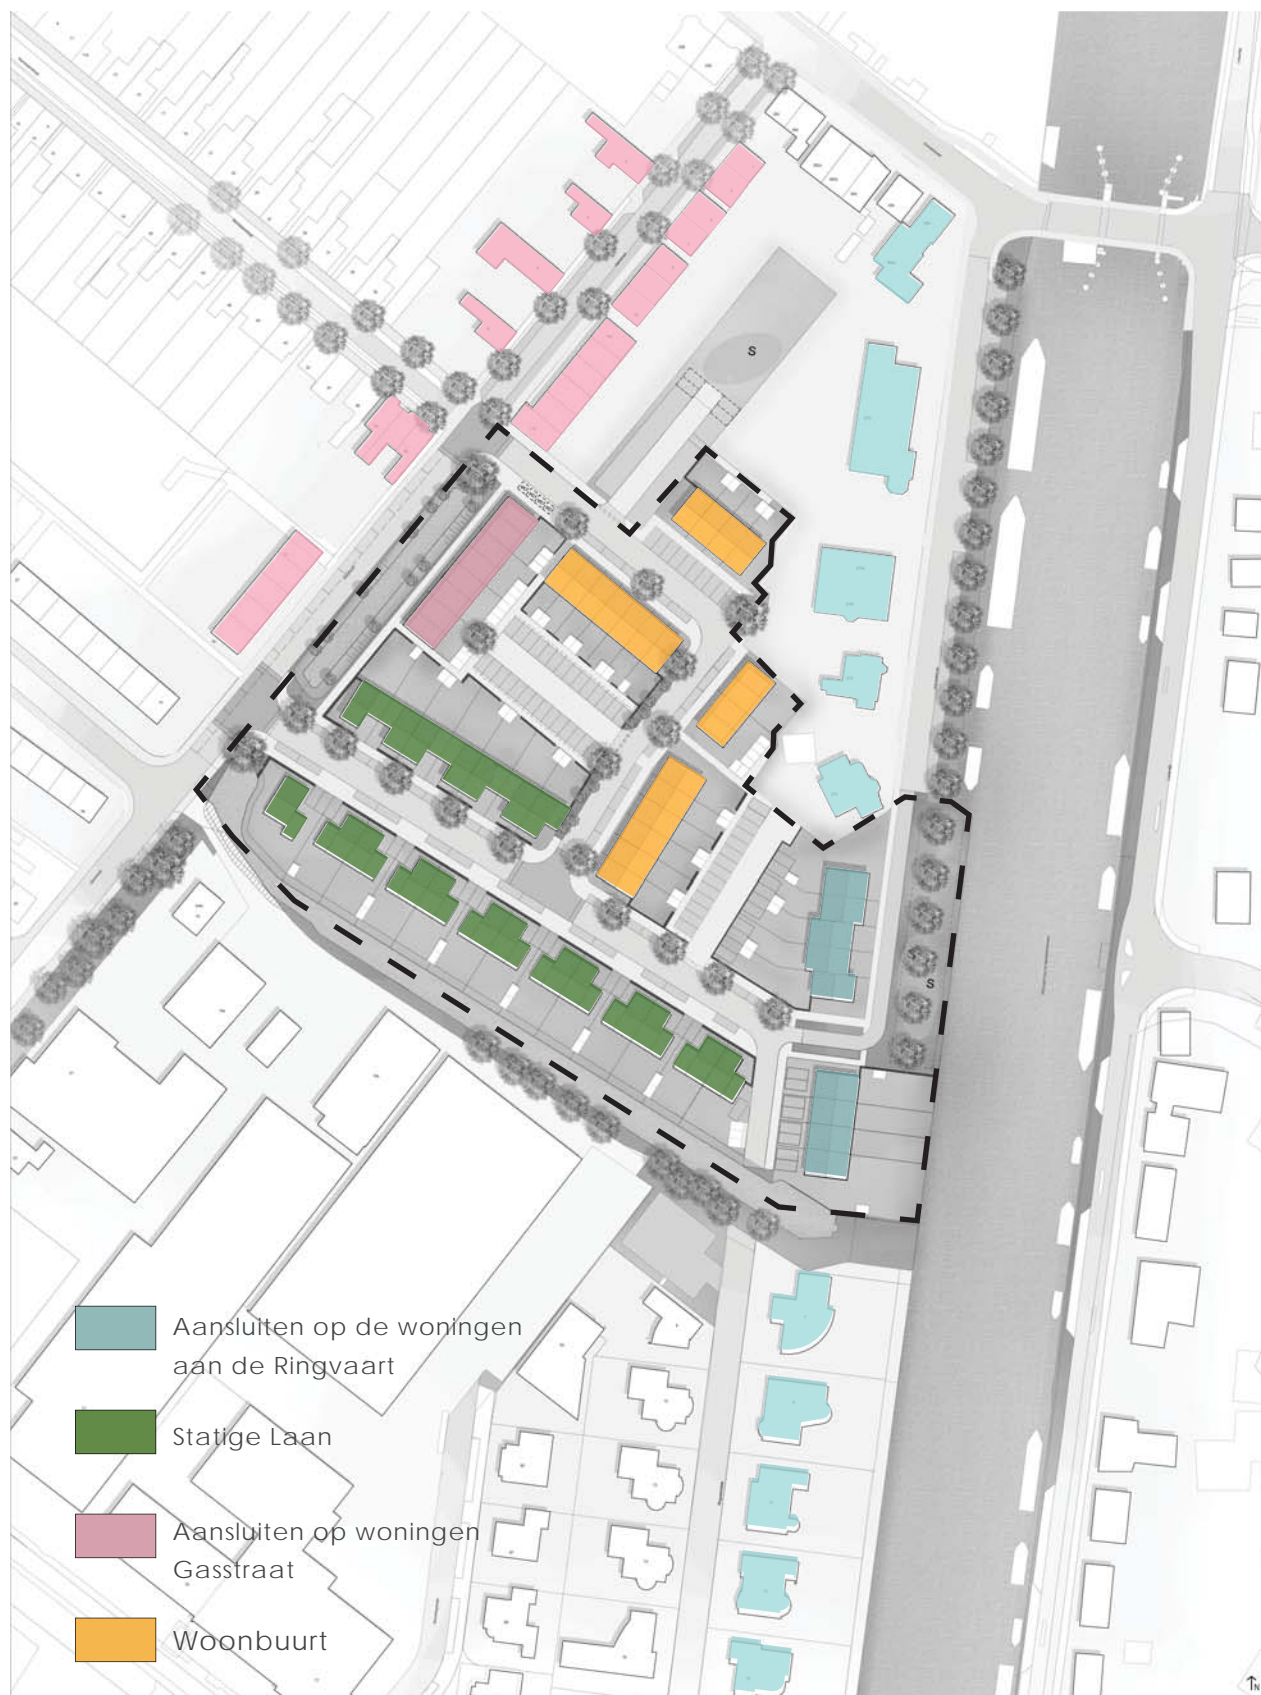 S
S
Aansluiten op de woningen
aan de Ringvaart
Statige Laan
Aansluiten op woningen
Gasstraat
Woonbuurt
N